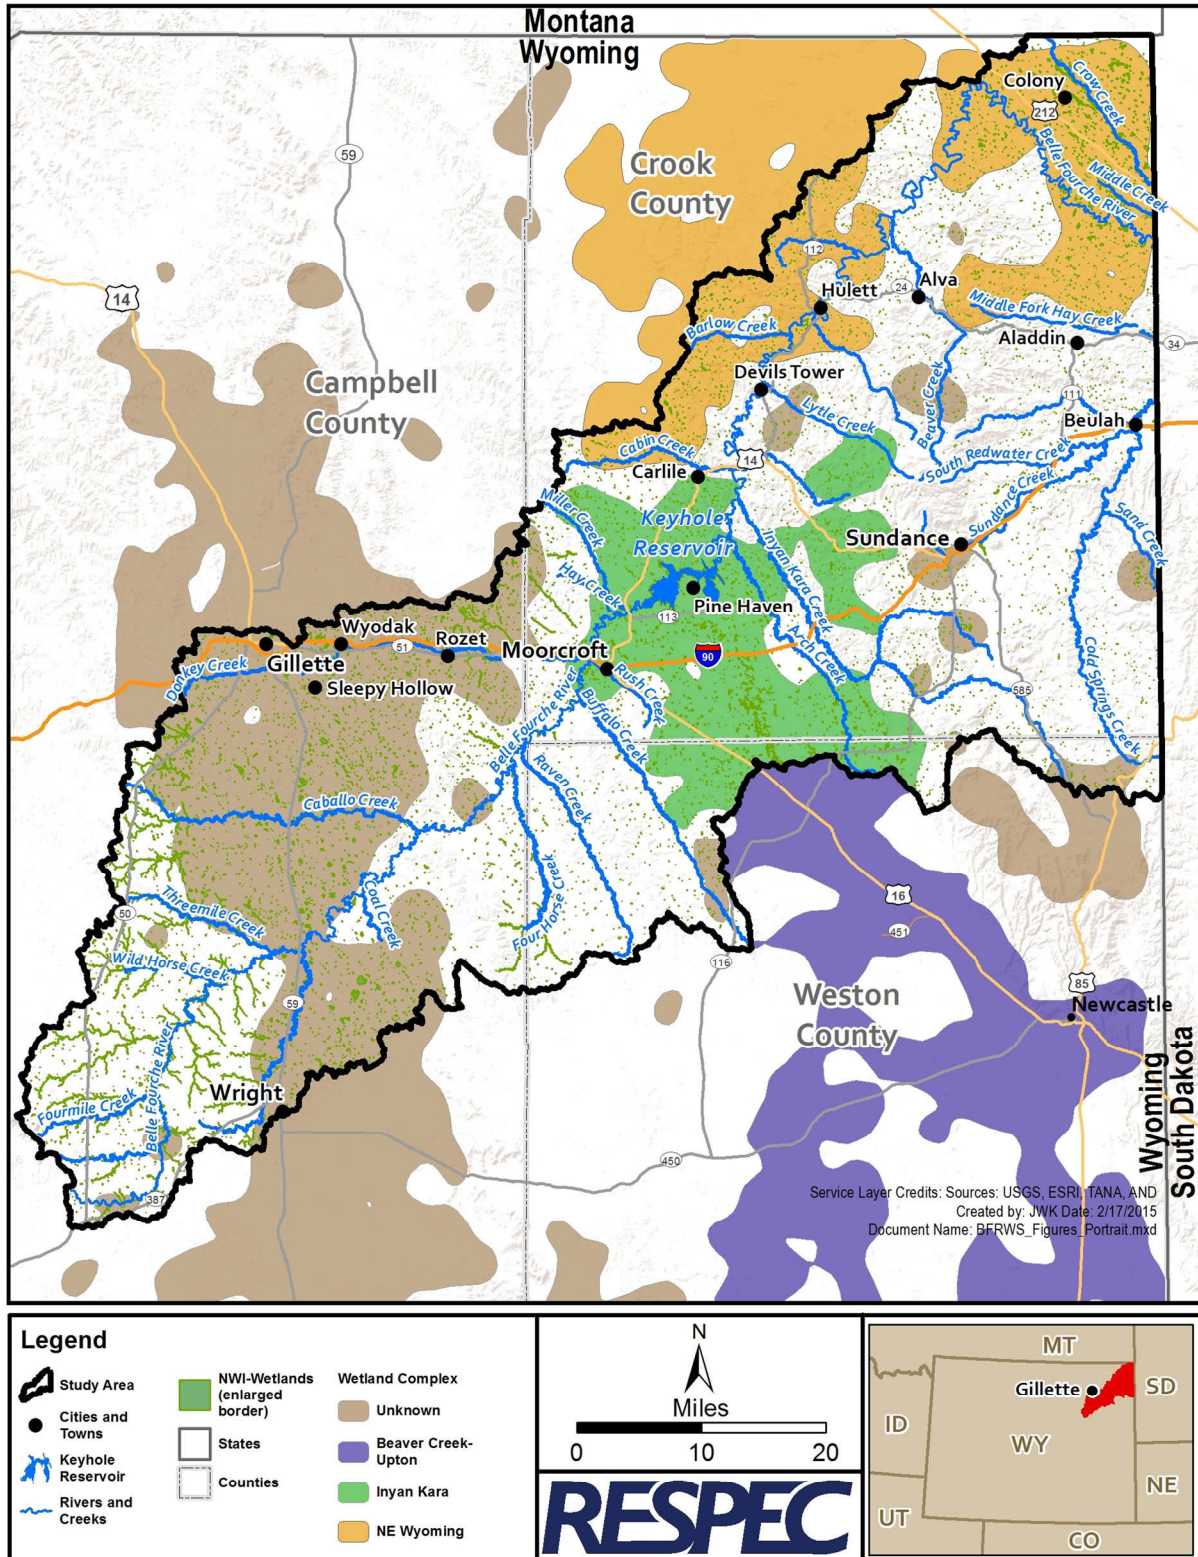 Montana
Wyoming
59
Crook
County
Colony
212
Crow Creek
Belle Fourche River
Middle Creek
14
112
Hulett
24
Alva
Middle Fork Hay Creek
Barlow Creek
Aladdin
34
Campbell
County
Devils Tower
Lytle Creek
Beaver Creek
111
Beulah
Cabin Creek
Carlile
14
South Redwater Creek
Sundance Creek
Miller Creek
Keyhole
Reservoir
Inyan Kara Creek
Sundance
Sand Creek
Hay Creek
Pine Haven
113
Wyodak
51
Rozet
Moorcroft
90
Arch Creek
Gillette
Donkey Creek
Sleepy Hollow
Rush Creek
Cold Springs Creek
585
Belle Fourche River
Buffalo Creek
Raven Creek
Caballo Creek
Four Horse Creek
Coal Creek
Threemile Creek
50
16
451
Wild Horse Creek
116
59
85
Weston
County
Newcastle
Wright
Fourmile Creek
Belle Fourche River
450
387
Wyoming
South Dakota
Service Layer Credits: Sources: USGS, ESRI, TANA, AND
Created by: JWK Date: 2/17/2015
Document Name: BFRWS_Figures_Portrait.mxd
Legend
Study Area
Cities and
Towns
Keyhole
Reservoir
Rivers and
Creeks
NWI-Wetlands
(enlarged
border)
States
Counties
Wetland Complex
Unknown
Beaver Creek-
Upton
Inyan Kara
NE Wyoming
N
Miles
0 10 20
RESPEC
MT
Gillette
SD
ID
WY
NE
UT
CO